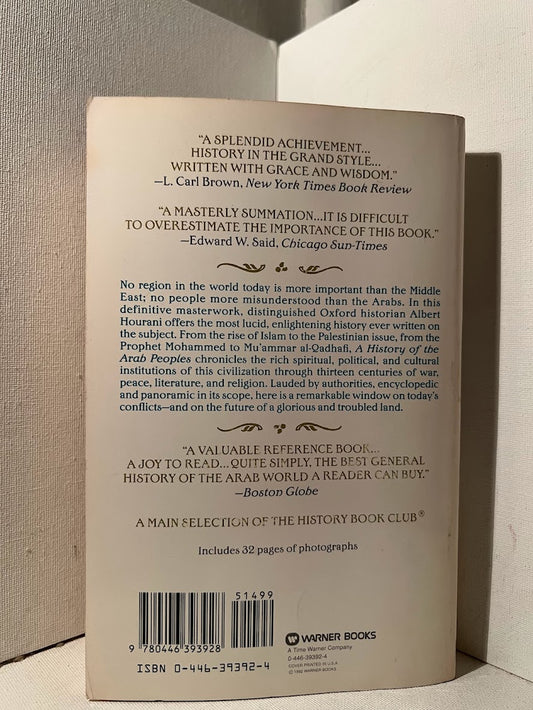 “A SPLENDID ACHIEVEMENT...
HISTORY IN THE GRAND STYLE...
WRITTEN WITH GRACE AND WISDOM.”
—L. Carl Brown, New York Times Book Review
“A MASTERLY SUMMATION...IT IS DIFFICULT
TO OVERESTIMATE THE IMPORTANCE OF THIS BOOK.”
—Edward W. Said, Chicago Sun-Times
No region in the world today is more important than the Middle
East; no people more misunderstood than the Arabs. In this
definitive masterwork, distinguished Oxford historian Albert
Hourani offers the most lucid, enlightening history ever written on
the subject. From the rise of Islam to the Palestinian issue, from the
Prophet Mohammed to Mu'ammar al-Qadhafi, A History of the
Arab Peoples chronicles the rich spiritual, political, and cultural
institutions of this civilization through thirteen centuries of war,
peace, literature, and religion. Lauded by authorities, encyclopedic
and panoramic in its scope, here is a remarkable window on today's
conflicts—and on the future of a glorious and troubled land.
“A VALUABLE REFERENCE BOOK...
A JOY TO READ...QUITE SIMPLY, THE BEST GENERAL
HISTORY OF THE ARAB WORLD A READER CAN BUY.”
—Boston Globe
A MAIN SELECTION OF THE HISTORY BOOK CLUB®
Includes 32 pages of photographs
51499
9 780446 393928
ISBN 0-446-39392-4
WARNER BOOKS
A Time Warner Company
0-446-39392-4
COVER PRINTED IN U.S.A.
© 1992 WARNER BOOKS